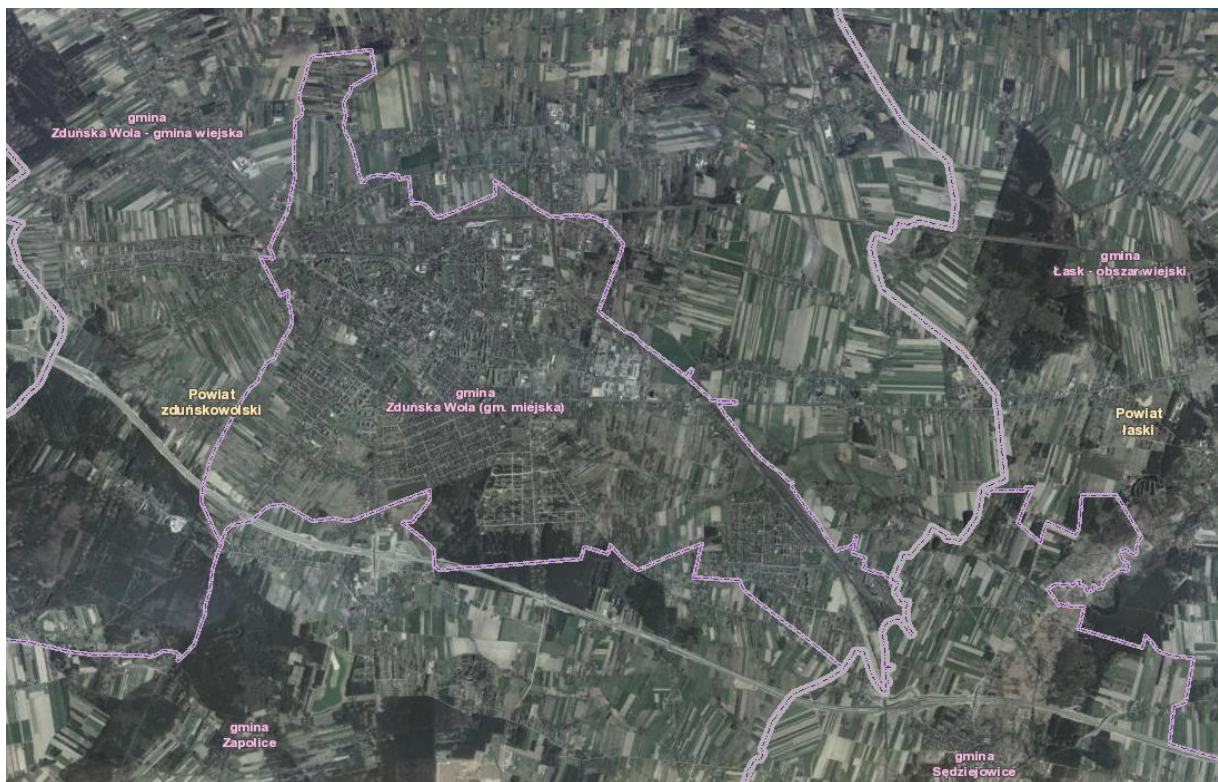 gmina
Zduńska Wola - gmina wiejska
gmina
Łask - obszar wiejski
Powiat
zduńskowolski
gmina
Zduńska Wola (gm. miejska)
Powiat
łaski
gmina
Zapolice
gmina
Sędziejowice